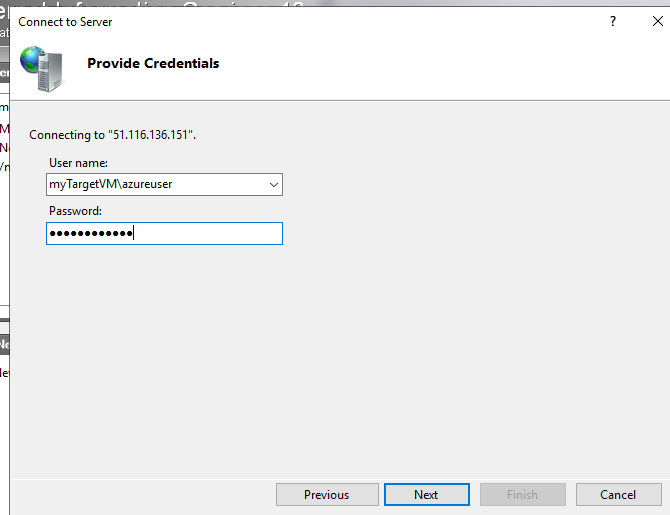 Connect to Server
?
Provide Credentials
Connecting to "51.116.136.151".
User name:
myTargetVM\azureuser
Password:
●●●●●●●●●●●●
Previous
Next
Finish
Cancel